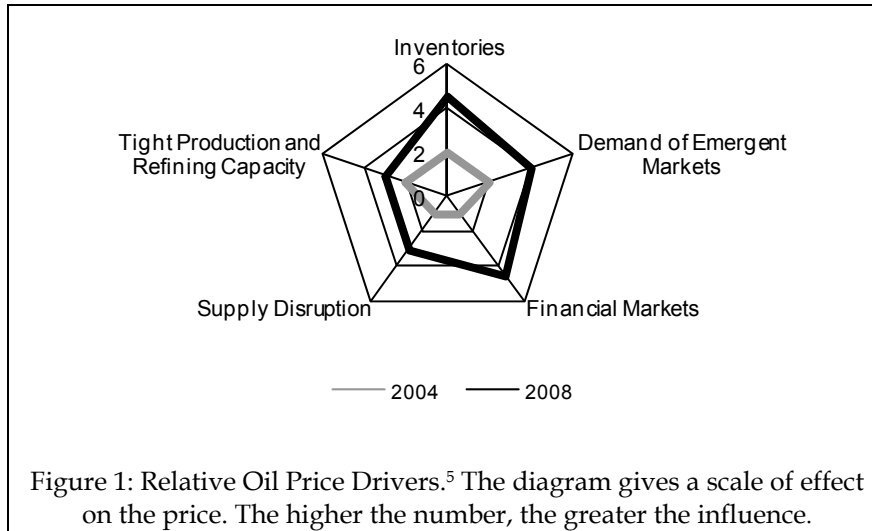 Inventories
6
4
2
0
Tight Production and
Refining Capacity
Demand of Emergent
Markets
Supply Disruption
Financial Markets
2004
2008
Figure 1: Relative Oil Price Drivers.⁵ The diagram gives a scale of effect
on the price. The higher the number, the greater the influence.